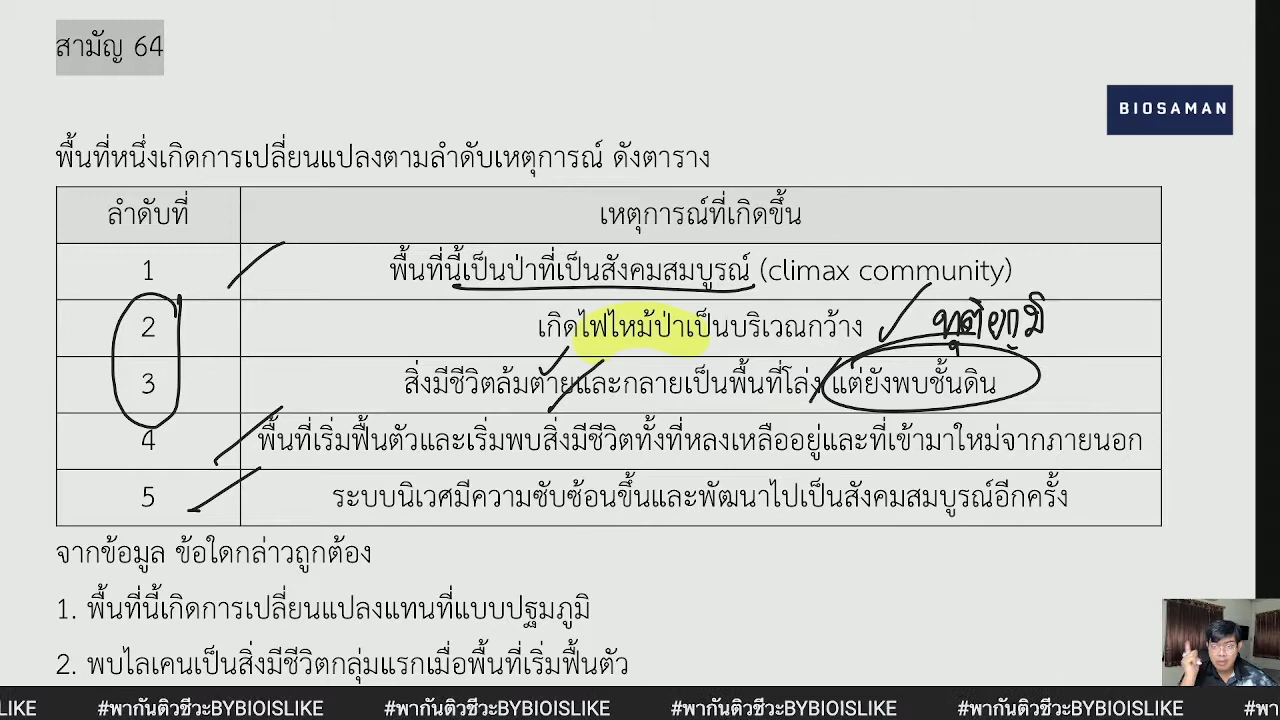 สามัญ 64
BIOSAMAN
พื้นที่หนึ่งเกิดการเปลี่ยนแปลงตามลำดับเหตุการณ์ ดังตาราง
ลำดับที่ เหตุการณ์ที่เกิดขึ้น
1 พื้นที่นี้เป็นป่าที่เป็นสังคมสมบูรณ์ (climax community)
2 เกิดไฟไหม้ป่าเป็นบริเวณกว้าง ทุติยภูมิ
3 สิ่งมีชีวิตล้มตายและกลายเป็นพื้นที่โล่ง แต่ยังพบชั้นดิน
4 พื้นที่เริ่มฟื้นตัวและเริ่มพบสิ่งมีชีวิตทั้งที่หลงเหลืออยู่และที่เข้ามาใหม่จากภายนอก
5 ระบบนิเวศมีความซับซ้อนขึ้นและพัฒนาไปเป็นสังคมสมบูรณ์อีกครั้ง
จากข้อมูล ข้อใดกล่าวถูกต้อง
1. พื้นที่นี้เกิดการเปลี่ยนแปลงแทนที่แบบปฐมภูมิ
2. พบไลเคนเป็นสิ่งมีชีวิตกลุ่มแรกเมื่อพื้นที่เริ่มฟื้นตัว
LIKE #พากันติวชีวะBYBIOISLIKE #พากันติวชีวะBYBIOISLIKE #พากันติวชีวะBYBIOISLIKE #พากันติวชีวะBYBIOISLIKE #พา